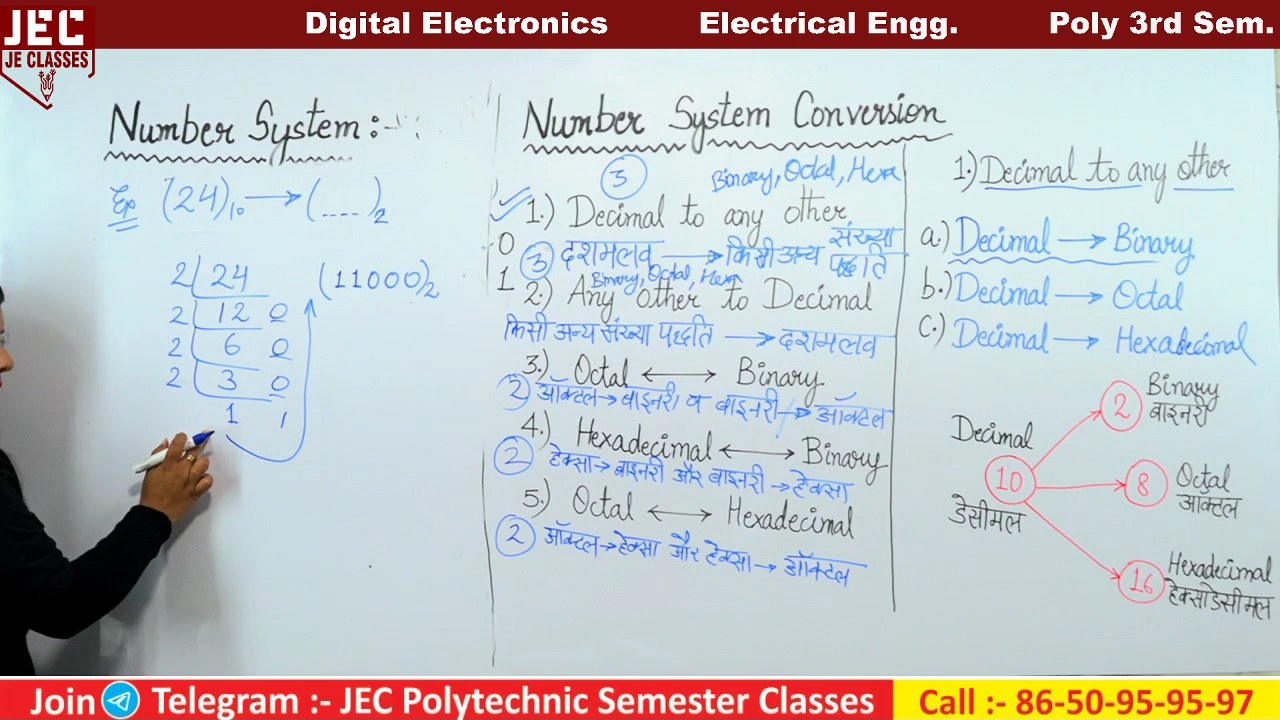 JEC
JE CLASSES
Digital Electronics Electrical Engg. Poly 3rd Sem.
Number System :-
Ex (24)₁₀ → (....)₂
2 24 (11000)₂
2 12 0
2 6 0
2 3 0
1 1
Number System Conversion
3 Binary, Octal, Hexa
1.) Decimal to any other
0 3 दशमलव → किसी अन्य संख्या पद्धति
1 Binary, Octal, Hexa
2.) Any other to Decimal
किसी अन्य संख्या पद्धति → दशमलव
3.) Octal ↔ Binary
2 ऑक्टल → बाइनरी व बाइनरी → ऑक्टल
4.) Hexadecimal ↔ Binary
2 हेक्सा → बाइनरी और बाइनरी → हेक्सा
5.) Octal ↔ Hexadecimal
2 ऑक्टल → हेक्सा और हेक्सा → ऑक्टल
1.) Decimal to any other
a.) Decimal → Binary
b.) Decimal → Octal
c.) Decimal → Hexadecimal
Binary
2 बाइनरी
Decimal
10
डेसीमल
Octal
8 ऑक्टल
Hexadecimal
16 हेक्साडेसीमल
Join Telegram :- JEC Polytechnic Semester Classes Call :- 86-50-95-95-97